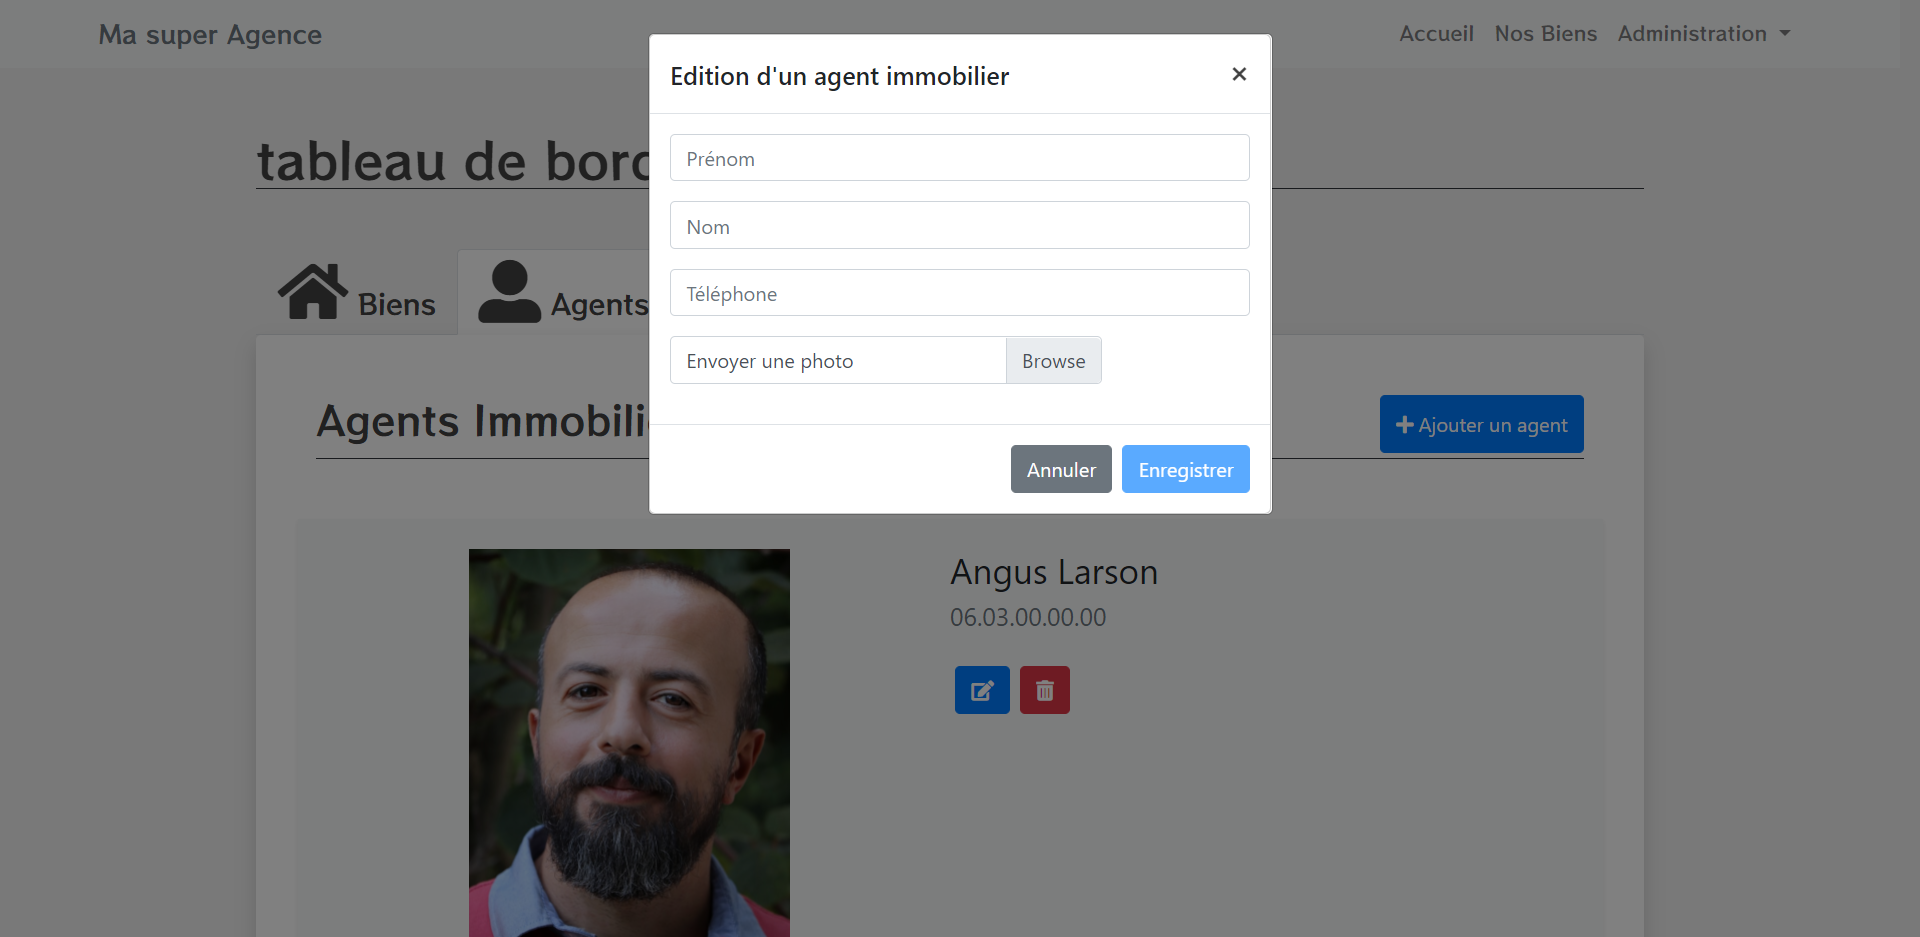 Ma super Agence
Accueil Nos Biens Administration
Edition d'un agent immobilier ×
tableau de bord
Prénom
Nom
Téléphone
Biens Agents
Envoyer une photo Browse
Agents Immobili
Ajouter un agent
Annuler Enregistrer
Angus Larson
06.03.00.00.00